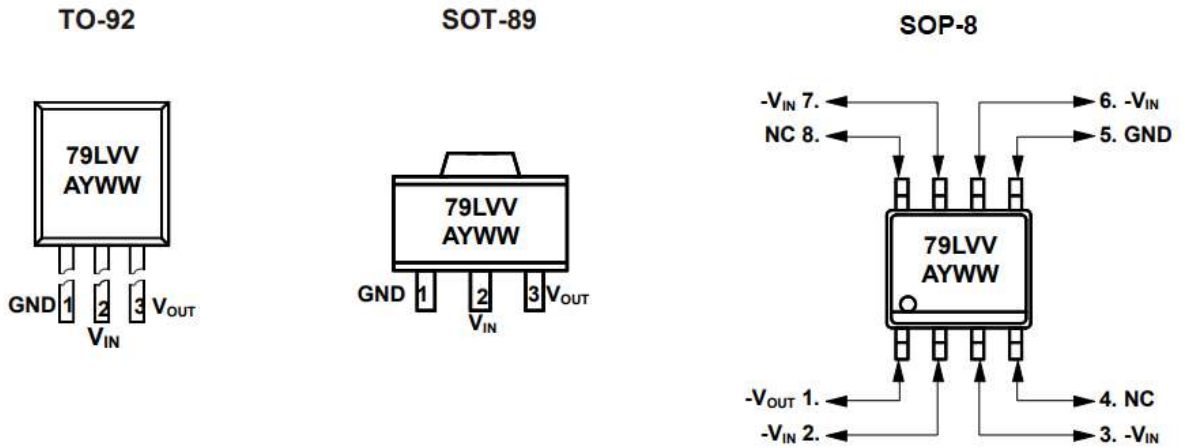 TO-92
79LVV
AYWW
GND 1 2 3 VOUT
VIN
SOT-89
79LVV
AYWW
GND 1 2 3 VOUT
VIN
SOP-8
-VIN 7.
6. -VIN
NC 8.
5. GND
79LVV
AYWW
-VOUT 1.
4. NC
-VIN 2.
3. -VIN